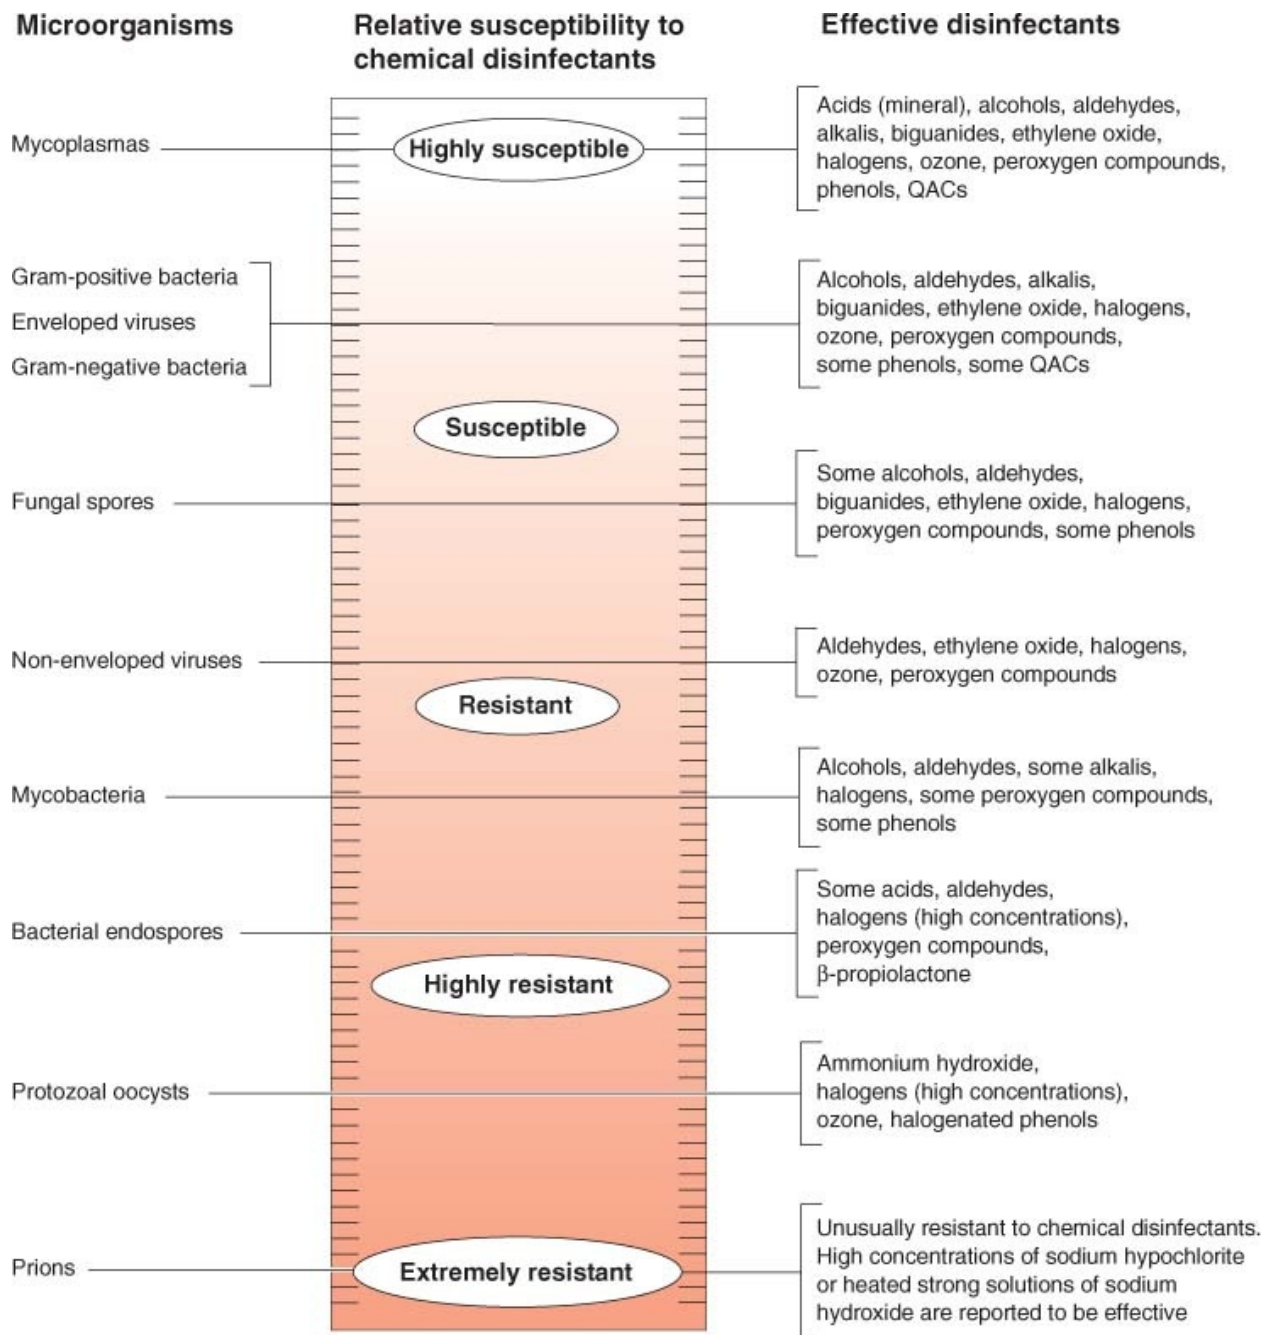 Microorganisms
Relative susceptibility to
chemical disinfectants
Effective disinfectants
Mycoplasmas
Highly susceptible
Acids (mineral), alcohols, aldehydes,
alkalis, biguanides, ethylene oxide,
halogens, ozone, peroxygen compounds,
phenols, QACs
Gram-positive bacteria
Enveloped viruses
Gram-negative bacteria
Alcohols, aldehydes, alkalis,
biguanides, ethylene oxide, halogens,
ozone, peroxygen compounds,
some phenols, some QACs
Susceptible
Fungal spores
Some alcohols, aldehydes,
biguanides, ethylene oxide, halogens,
peroxygen compounds, some phenols
Non-enveloped viruses
Aldehydes, ethylene oxide, halogens,
ozone, peroxygen compounds
Resistant
Mycobacteria
Alcohols, aldehydes, some alkalis,
halogens, some peroxygen compounds,
some phenols
Bacterial endospores
Some acids, aldehydes,
halogens (high concentrations),
peroxygen compounds,
β-propiolactone
Highly resistant
Protozoal oocysts
Ammonium hydroxide,
halogens (high concentrations),
ozone, halogenated phenols
Prions
Extremely resistant
Unusually resistant to chemical disinfectants.
High concentrations of sodium hypochlorite
or heated strong solutions of sodium
hydroxide are reported to be effective